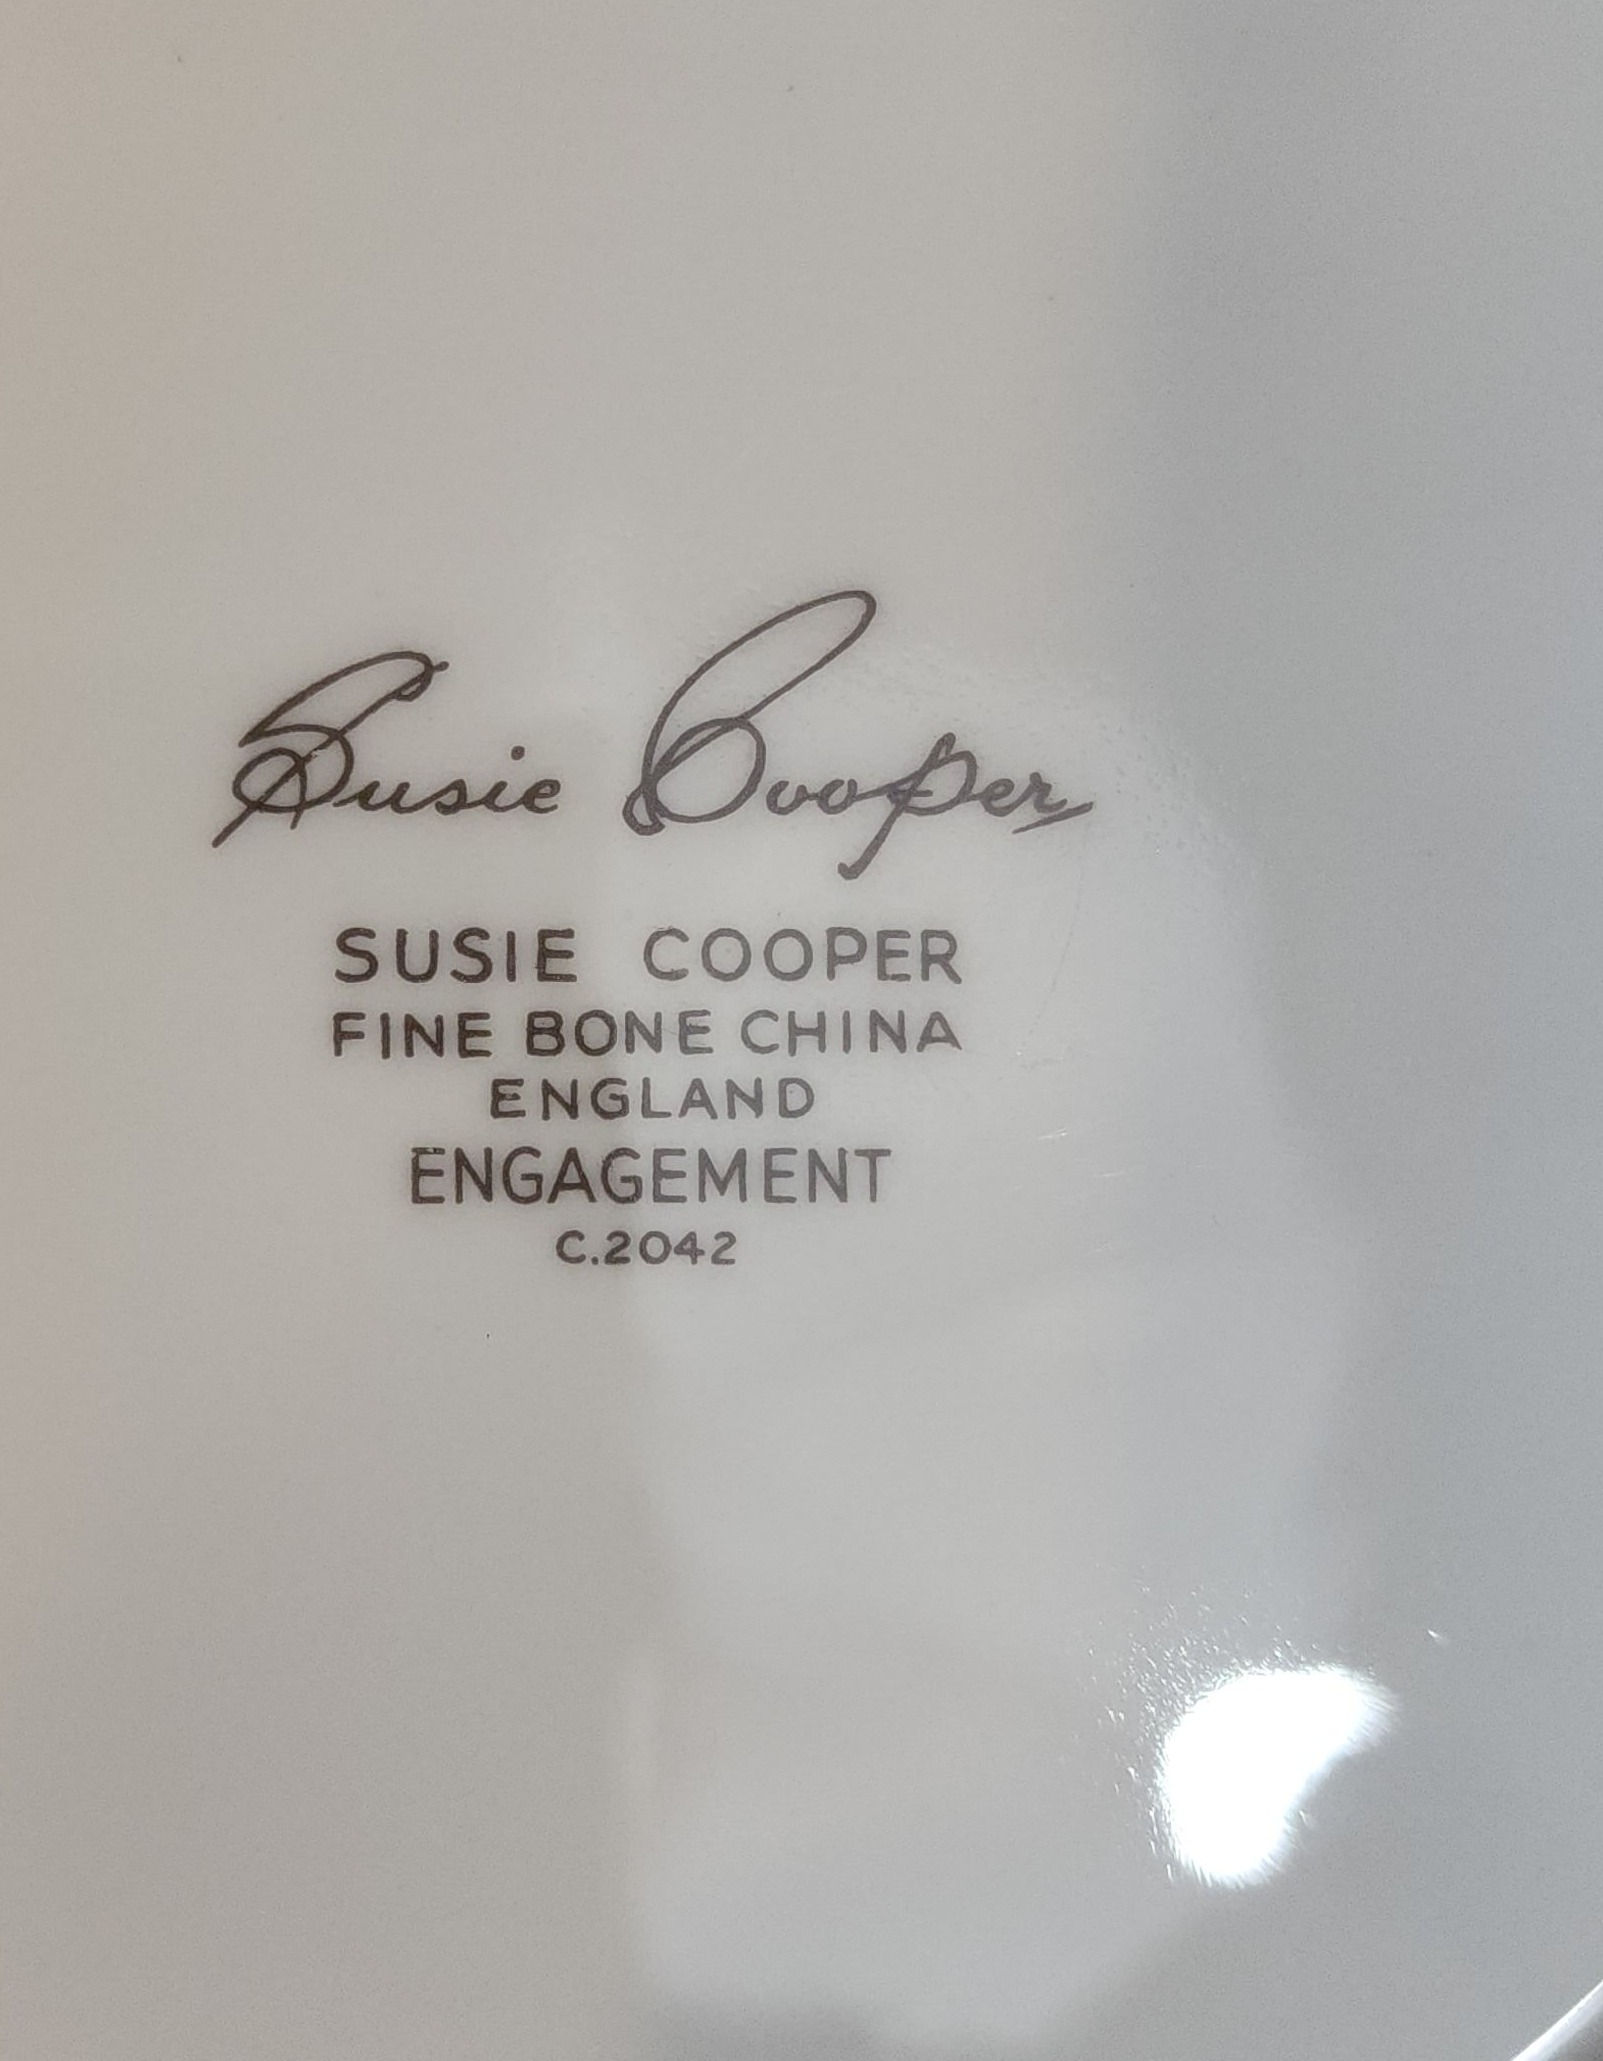 Susie Cooper
SUSIE COOPER
FINE BONE CHINA
ENGLAND
ENGAGEMENT
C.2042